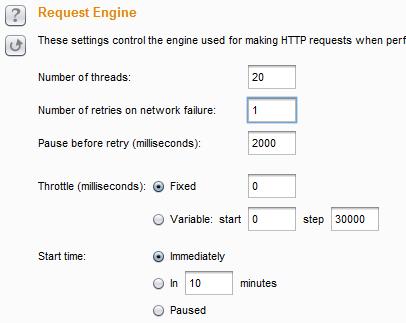 ?
Request Engine
These settings control the engine used for making HTTP requests when perf
Number of threads: 20
Number of retries on network failure: 1
Pause before retry (milliseconds): 2000
Throttle (milliseconds): Fixed 0
Variable: start 0 step 30000
Start time: Immediately
In 10 minutes
Paused